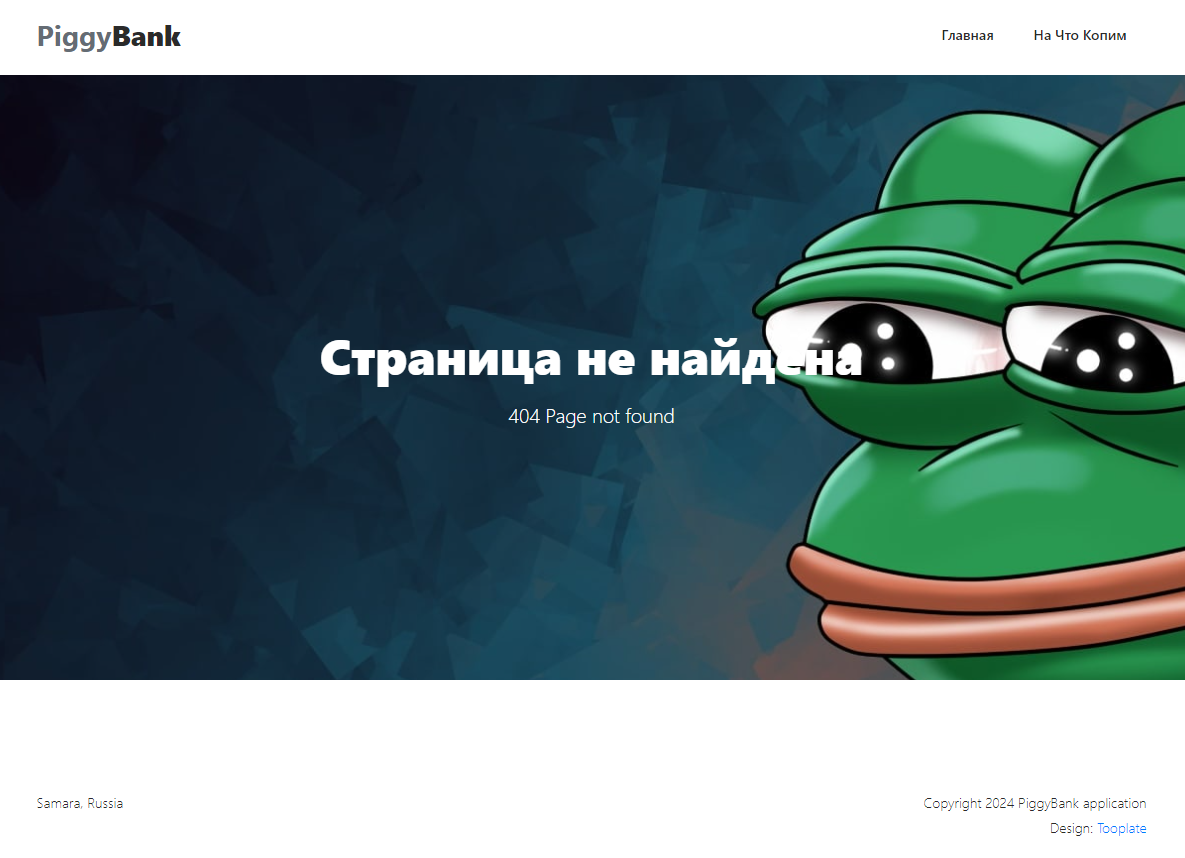 PiggyBank
Главная
На Что Копим
Страница не найдена
404 Page not found
Samara, Russia
Copyright 2024 PiggyBank application
Design: Tooplate